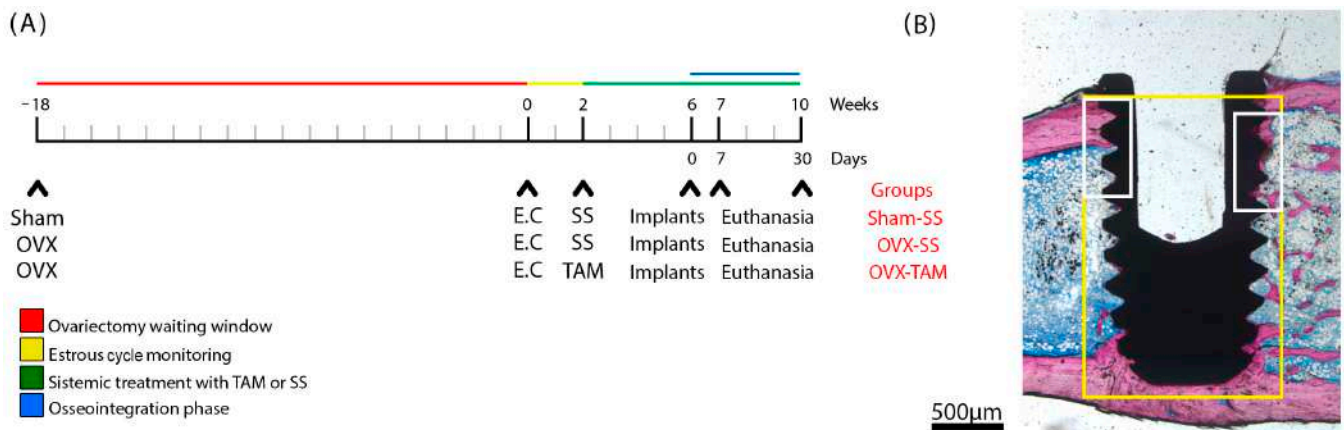 (A)
(B)
−18 0 2 6 7 10 Weeks
0 7 30 Days
Groups
Sham E.C SS Implants Euthanasia Sham-SS
OVX E.C SS Implants Euthanasia OVX-SS
OVX E.C TAM Implants Euthanasia OVX-TAM
Ovariectomy waiting window
Estrous cycle monitoring
Sistemic treatment with TAM or SS
Osseointegration phase
500µm